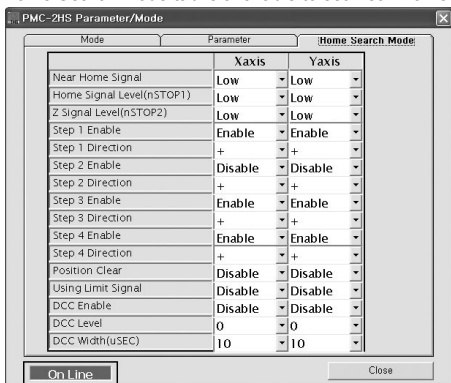 PMC-2HS Parameter/Mode
Mode Parameter Home Search Mode
Xaxis Yaxis
Near Home Signal Low Low
Home Signal Level(nSTOP1) Low Low
Z Signal Level(nSTOP2) Low Low
Step 1 Enable Enable Enable
Step 1 Direction + +
Step 2 Enable Disable Disable
Step 2 Direction + +
Step 3 Enable Enable Enable
Step 3 Direction + +
Step 4 Enable Enable Enable
Step 4 Direction + +
Position Clear Disable Disable
Using Limit Signal Disable Disable
DCC Enable Disable Disable
DCC Level 0 0
DCC Width(uSEC) 10 10
On Line Close